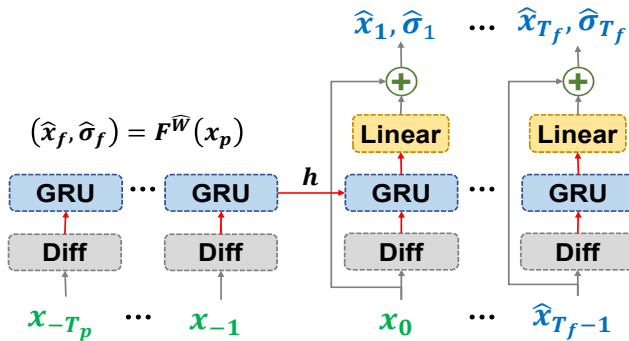 x̂₁, σ̂₁ ... x̂_{T_f}, σ̂_{T_f}
+ +
Linear Linear
(x̂_f, σ̂_f) = F^Ŵ(x_p)
GRU ... GRU h GRU ... GRU
Diff Diff Diff Diff
x_{-T_p} ... x_{-1} x₀ ... x̂_{T_f-1}